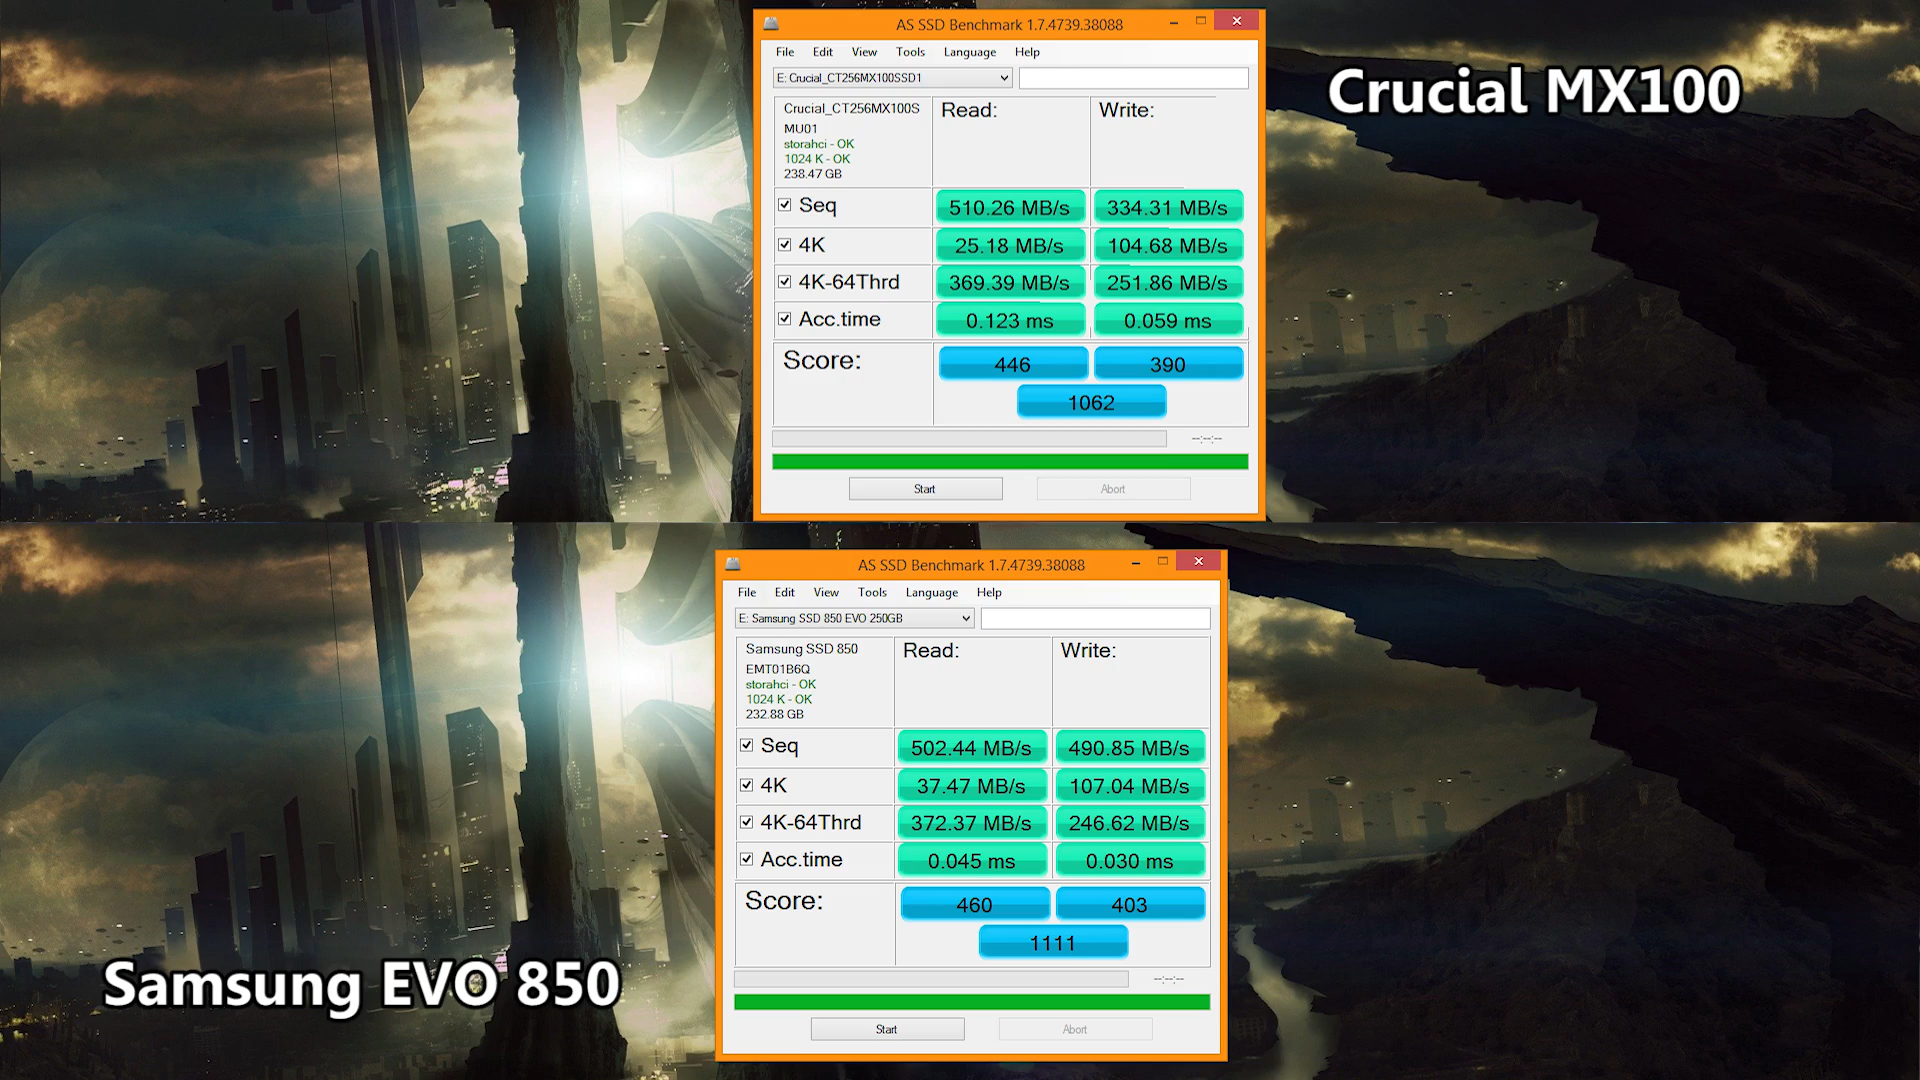 AS SSD Benchmark 1.7.4739.38088
File Edit View Tools Language Help
E: Crucial_CT256MX100SSD1
Crucial MX100
Crucial_CT256MX100S
MU01
storahci - OK
1024 K - OK
238.47 GB
Read: Write:
Seq 510.26 MB/s 334.31 MB/s
4K 25.18 MB/s 104.68 MB/s
4K-64Thrd 369.39 MB/s 251.86 MB/s
Acc.time 0.123 ms 0.059 ms
Score: 446 390
1062
--:--:--
Start Abort
AS SSD Benchmark 1.7.4739.38088
File Edit View Tools Language Help
E: Samsung SSD 850 EVO 250GB
Samsung SSD 850
EMT01B6Q
storahci - OK
1024 K - OK
232.88 GB
Read: Write:
Seq 502.44 MB/s 490.85 MB/s
4K 37.47 MB/s 107.04 MB/s
4K-64Thrd 372.37 MB/s 246.62 MB/s
Acc.time 0.045 ms 0.030 ms
Score: 460 403
1111
--:--:--
Start Abort
Samsung EVO 850